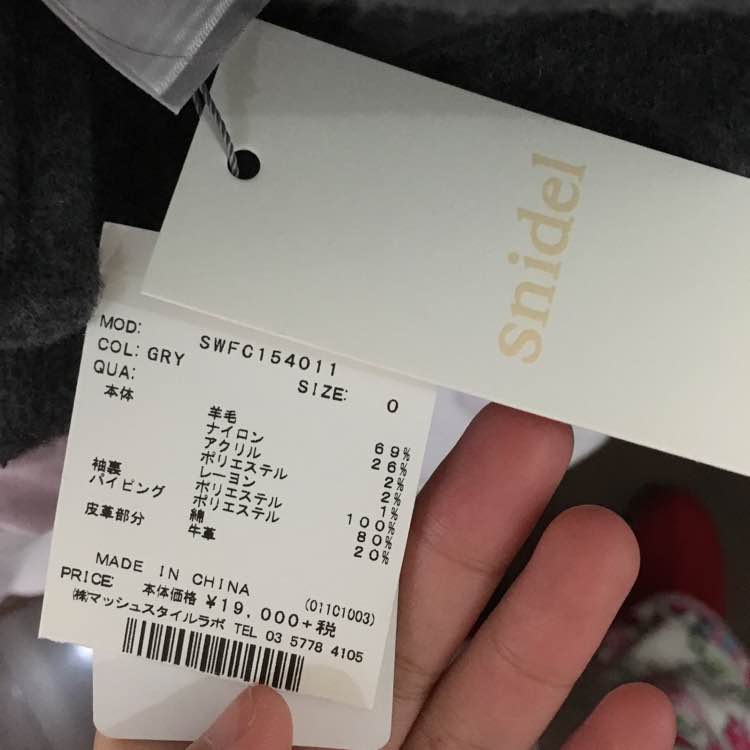 snidel
MOD: SWFC154011
COL: GRY SIZE: 0
QUA:
本体 羊毛 69%
ナイロン 26%
アクリル 2%
ポリエステル 2%
レーヨン 1%
袖裏 ポリエステル 100%
パイピング ポリエステル 80%
綿 20%
皮革部分 牛革
MADE IN CHINA (01101003)
PRICE: 本体価格 ¥19,000+税
㈱マッシュスタイルラボ TEL 03 5778 4105